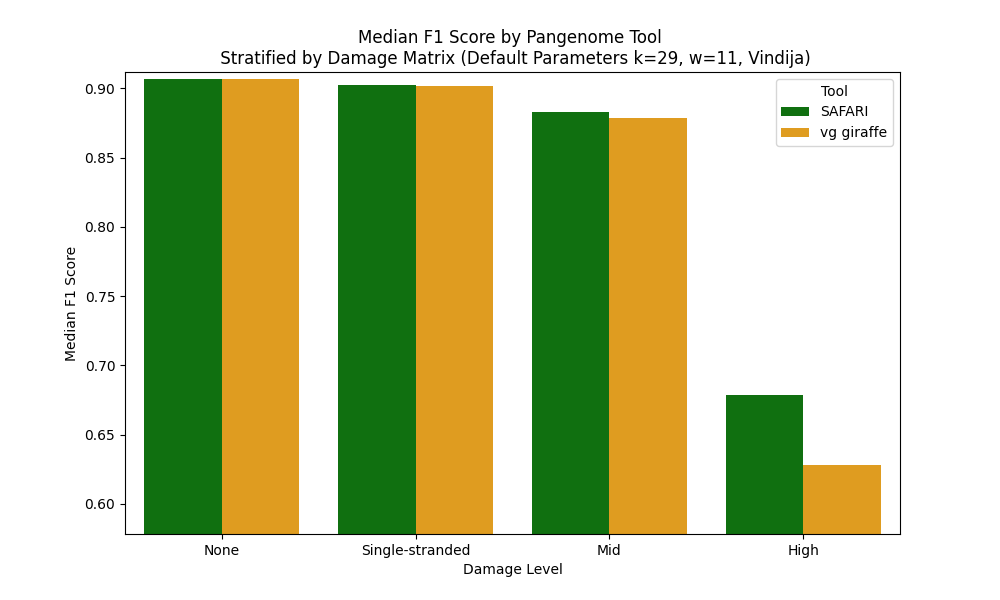 Median F1 Score by Pangenome Tool
Stratified by Damage Matrix (Default Parameters k=29, w=11, Vindija)
Tool
SAFARI
vg giraffe
0.90
0.85
0.80
0.75
0.70
0.65
0.60
Median F1 Score
None
Single-stranded
Mid
High
Damage Level